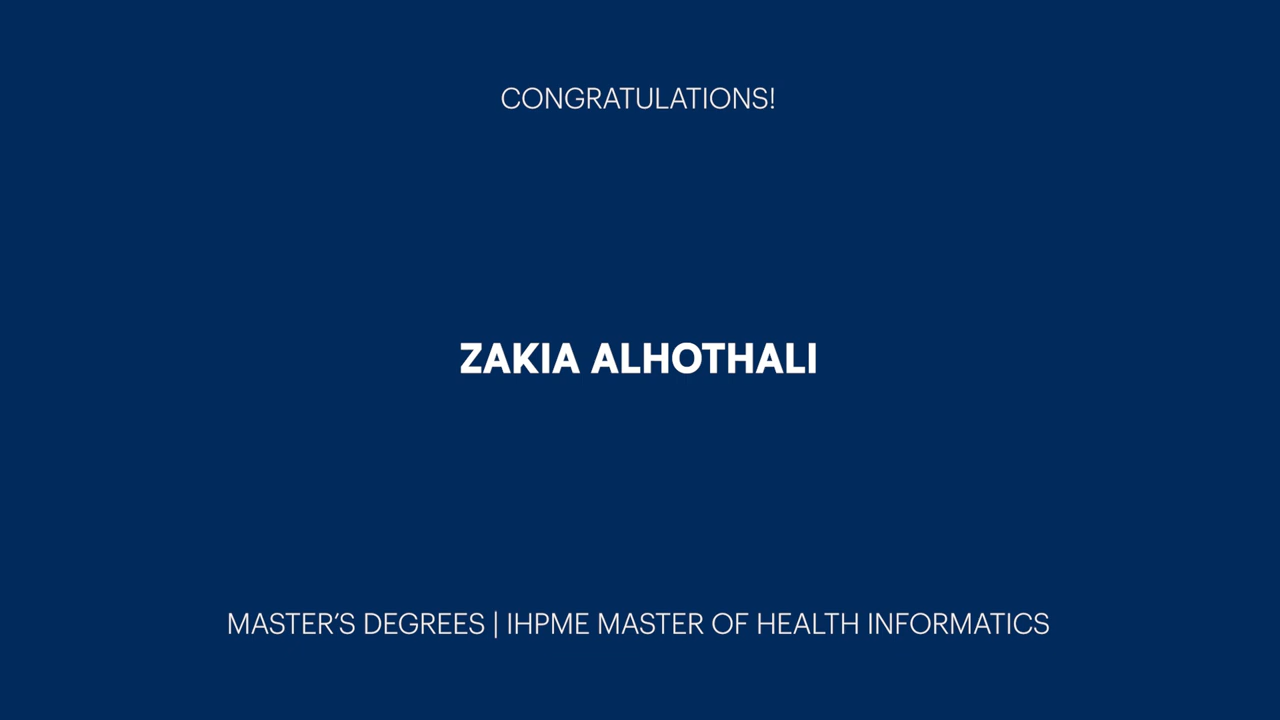 CONGRATULATIONS!
ZAKIA ALHOTHALI
MASTER’S DEGREES | IHPME MASTER OF HEALTH INFORMATICS